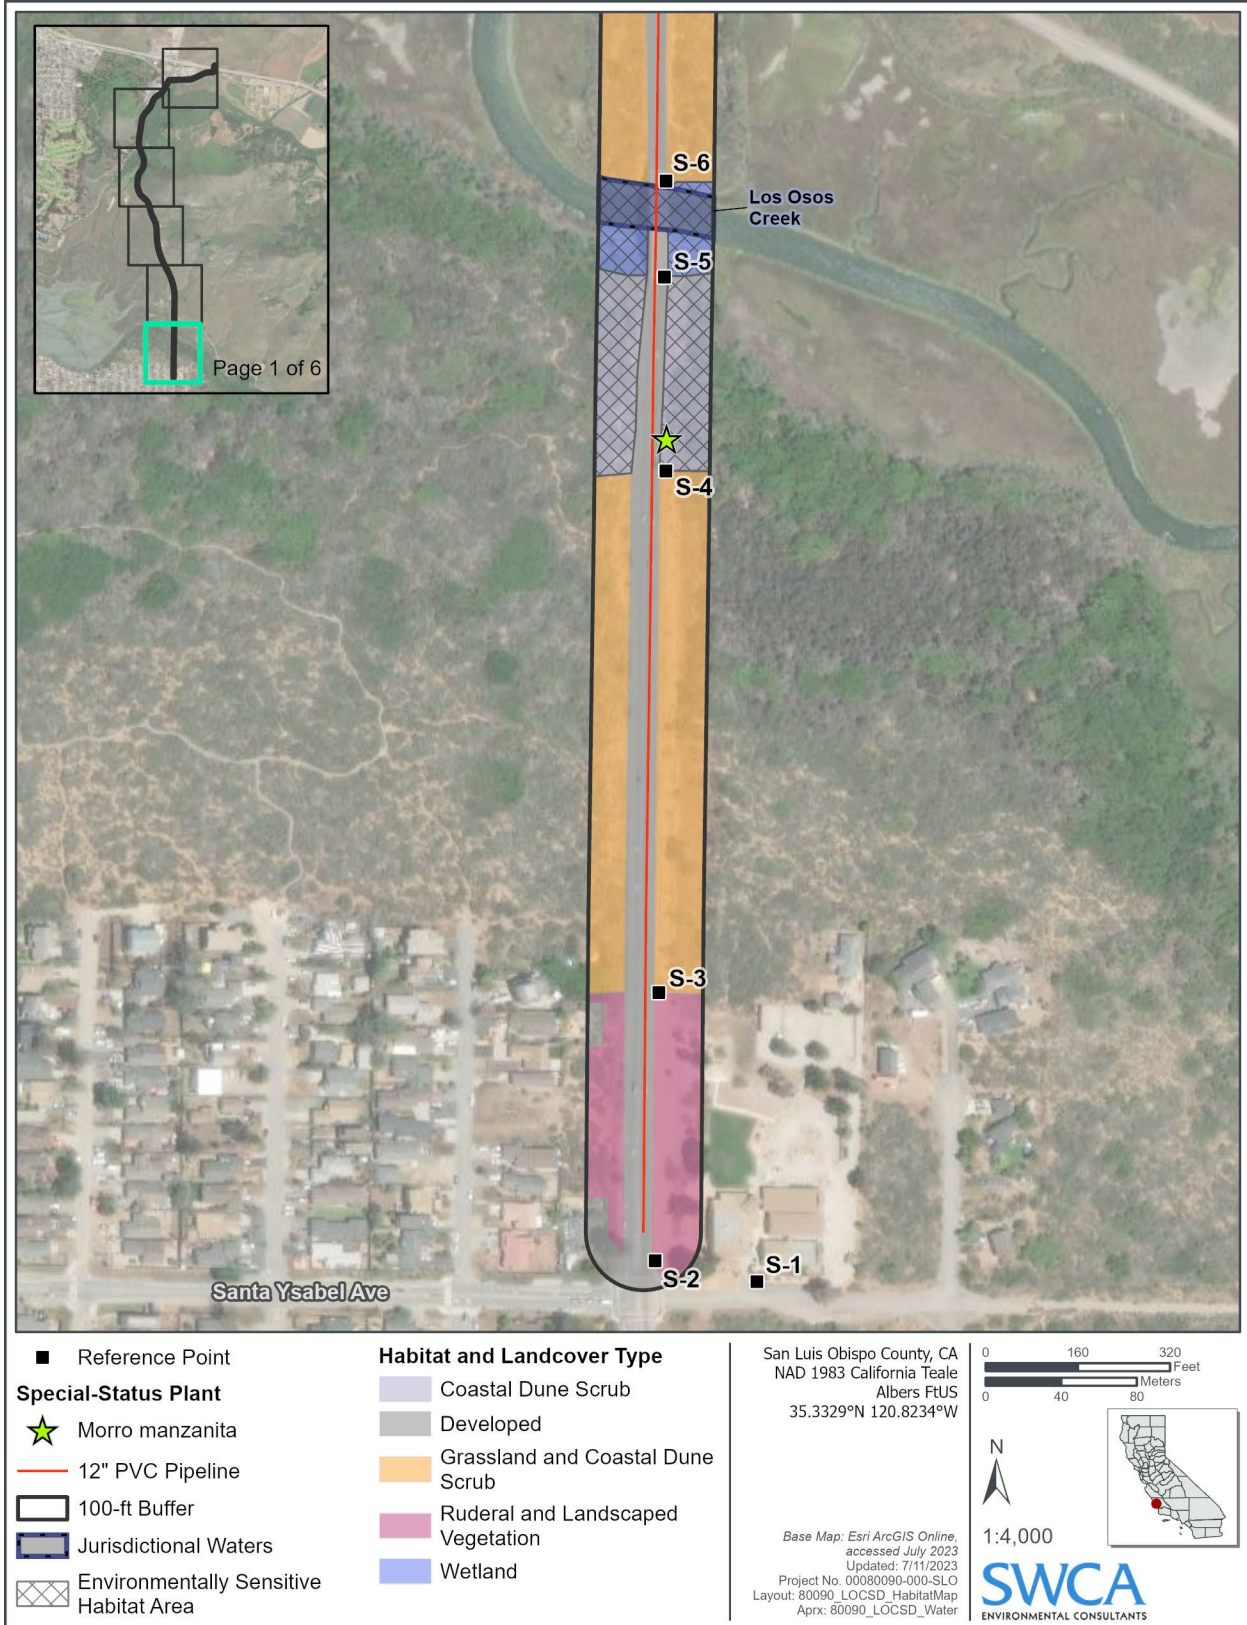 Page 1 of 6
S-6
Los Osos
Creek
S-5
S-4
S-3
S-2
S-1
Santa Ysabel Ave
Reference Point
Special-Status Plant
Morro manzanita
12" PVC Pipeline
100-ft Buffer
Jurisdictional Waters
Environmentally Sensitive
Habitat Area
Habitat and Landcover Type
Coastal Dune Scrub
Developed
Grassland and Coastal Dune
Scrub
Ruderal and Landscaped
Vegetation
Wetland
San Luis Obispo County, CA
NAD 1983 California Teale
Albers FtUS
35.3329°N 120.8234°W
Base Map: Esri ArcGIS Online,
accessed July 2023
Updated: 7/11/2023
Project No. 00080090-000-SLO
Layout: 80090_LOCSD_HabitatMap
Aprx: 80090_LOCSD_Water
0 160 320
Feet
Meters
0 40 80
N
1:4,000
SWCA
ENVIRONMENTAL CONSULTANTS